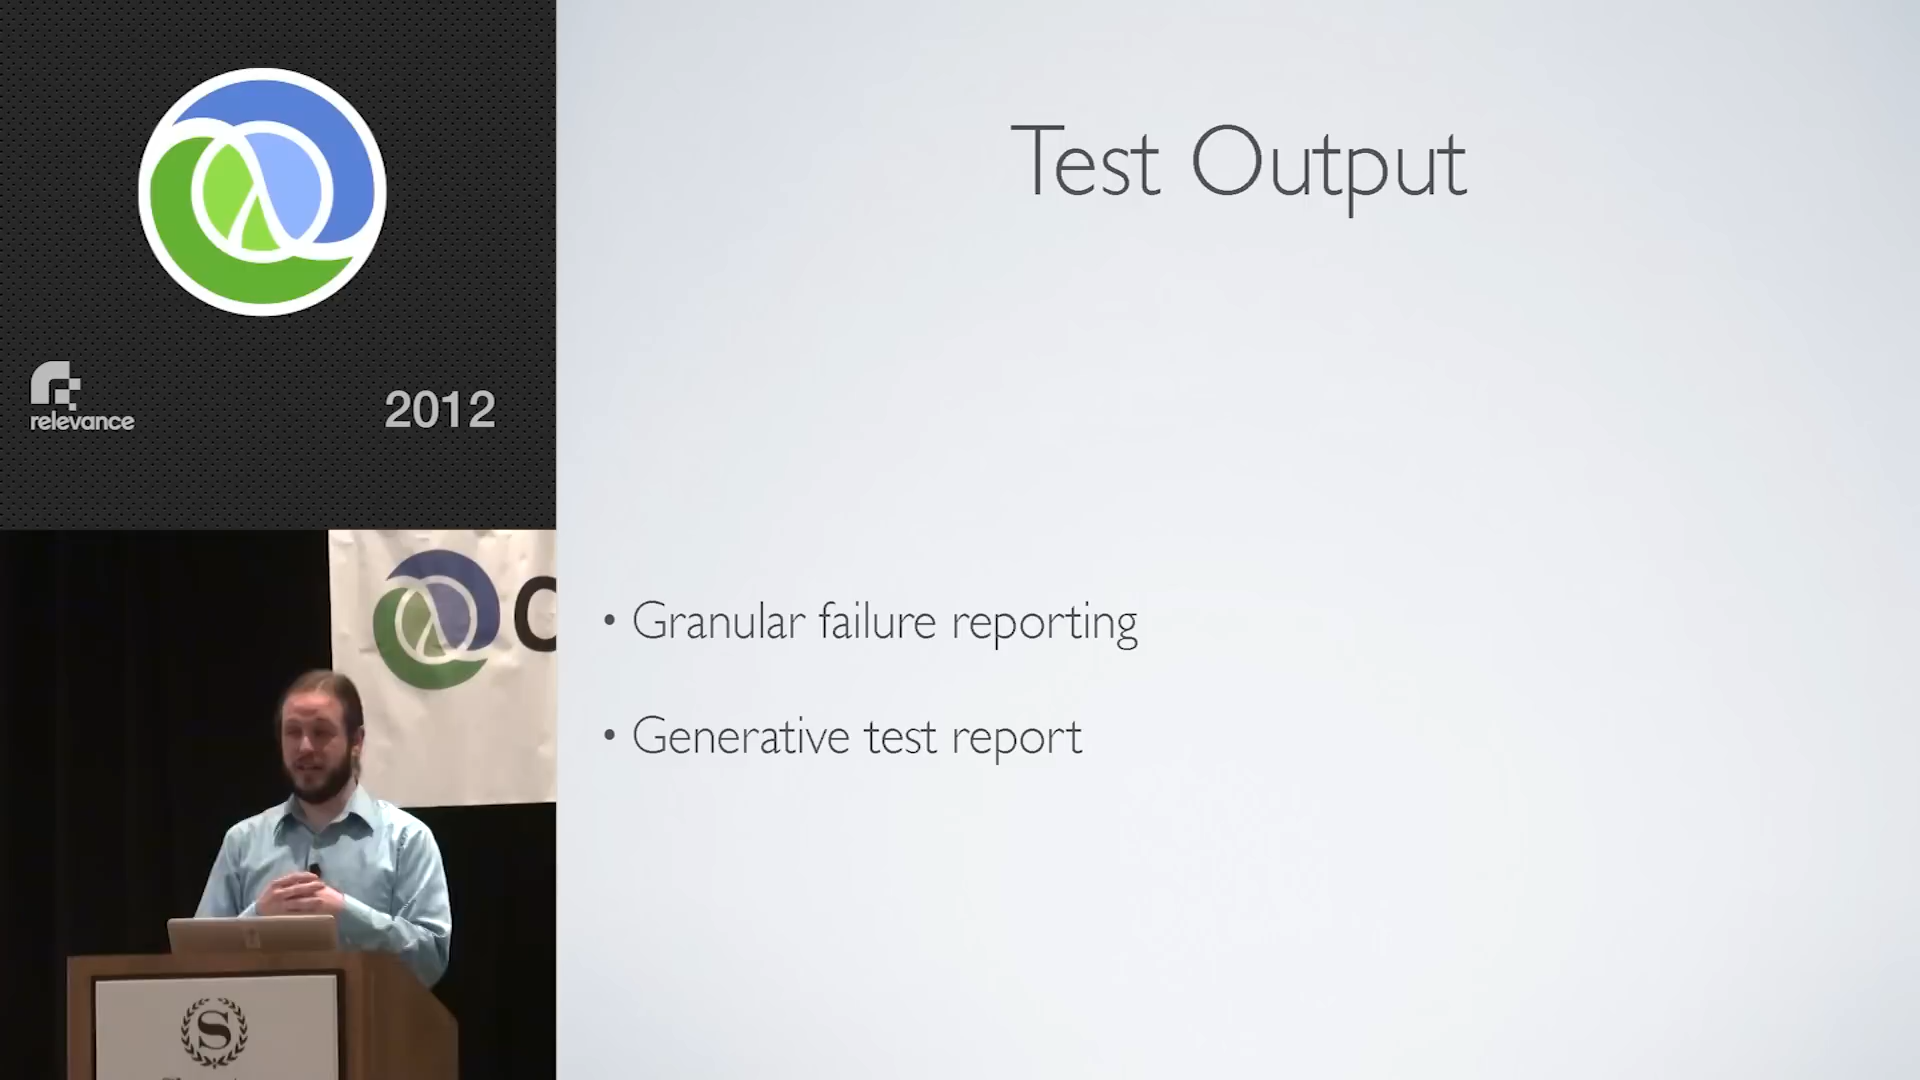 relevance
2012
Test Output
• Granular failure reporting
• Generative test report
S